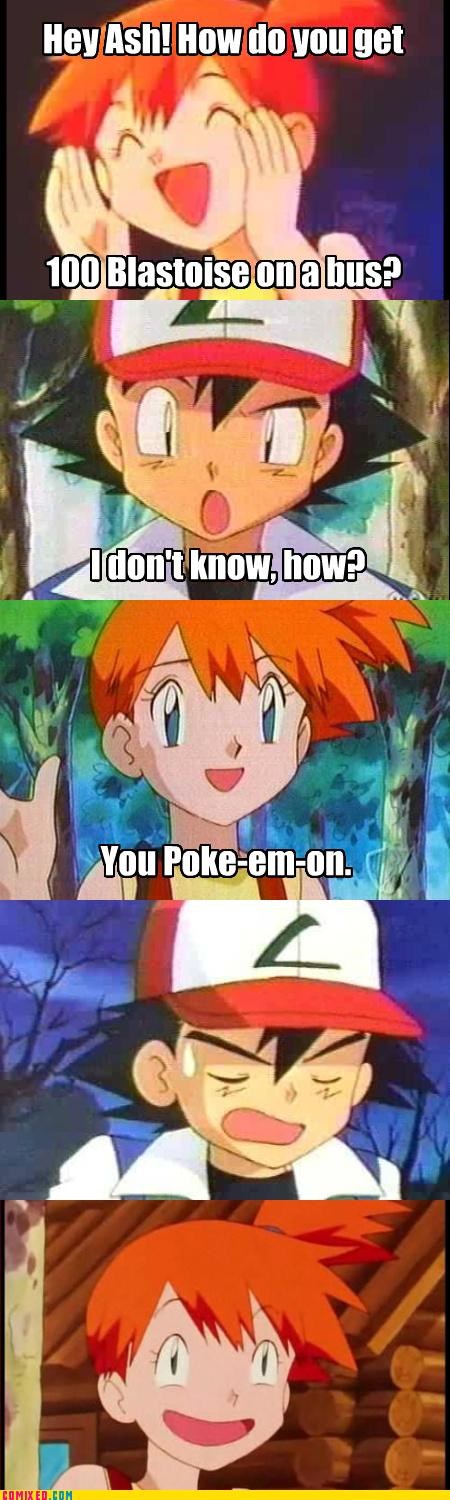 Hey Ash! How do you get
100 Blastoise on a bus?
I don't know, how?
You Poke-em-on.
COMIXED.COM